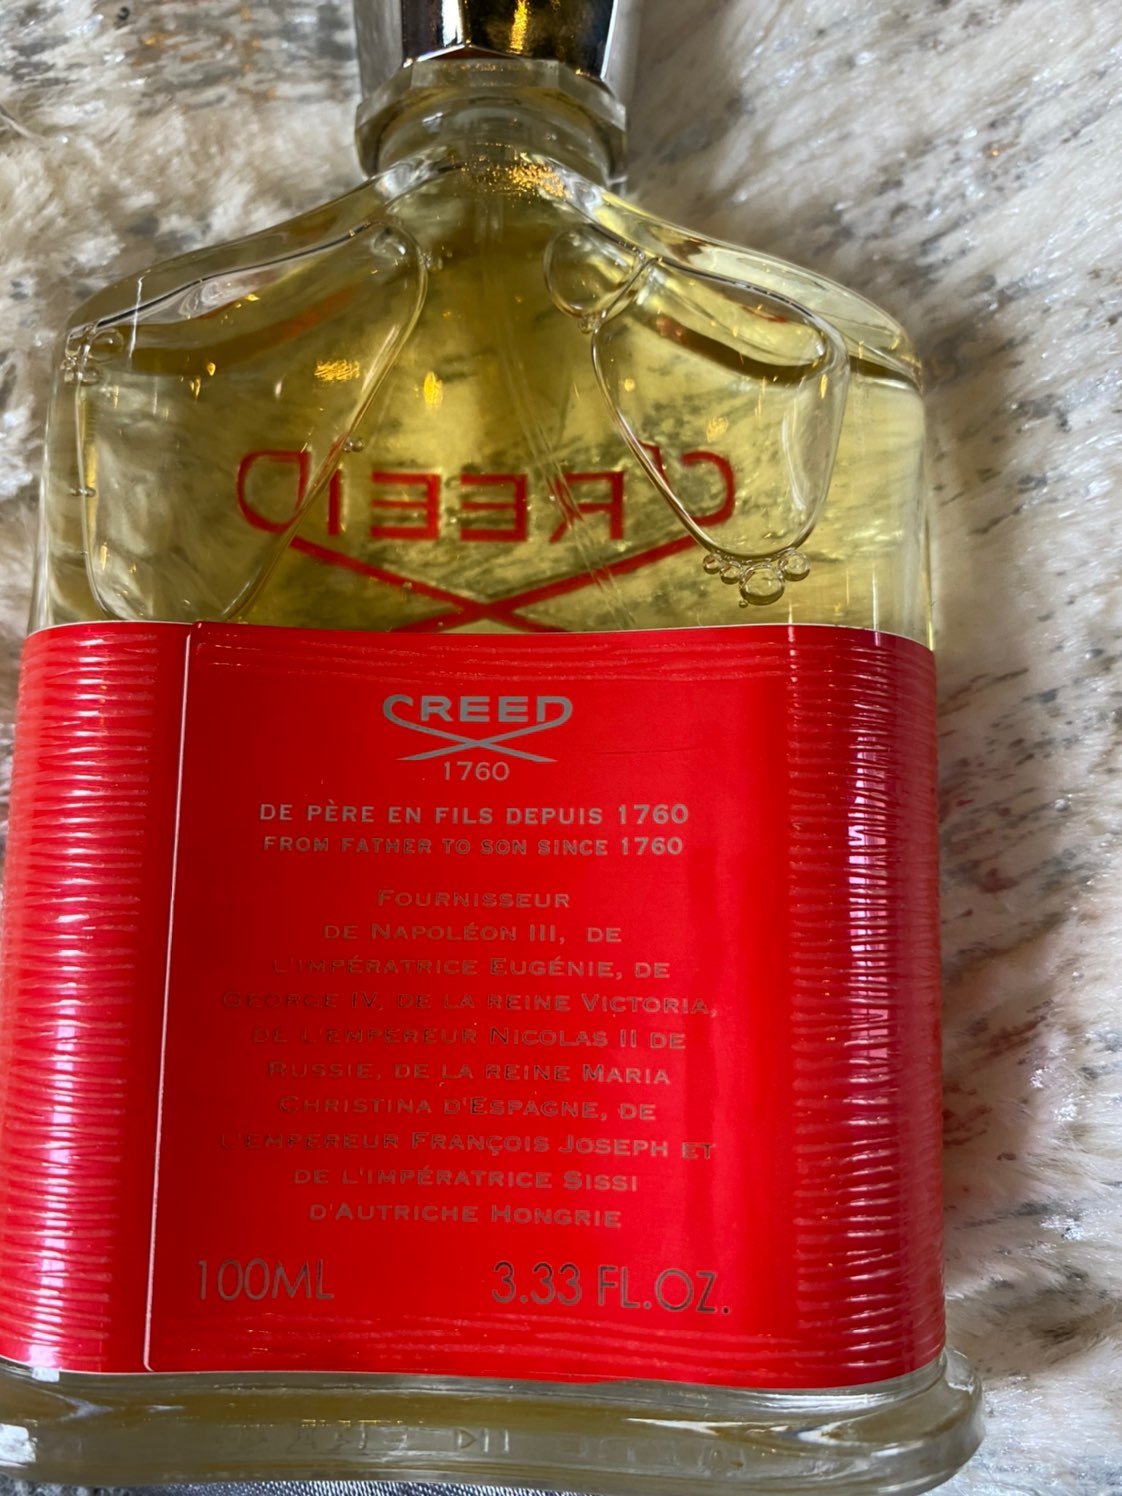 CREED
CREED
1760
DE PÈRE EN FILS DEPUIS 1760
FROM FATHER TO SON SINCE 1760
FOURNISSEUR
DE NAPOLÉON III, DE
L'IMPÉRATRICE EUGÉNIE, DE
GEORGE IV, DE LA REINE VICTORIA,
DE L'EMPEREUR NICOLAS II DE
RUSSIE, DE LA REINE MARIA
CHRISTINA D'ESPAGNE, DE
L'EMPEREUR FRANÇOIS JOSEPH ET
DE L'IMPÉRATRICE SISSI
D'AUTRICHE HONGRIE
100ML 3.33 FL.OZ.